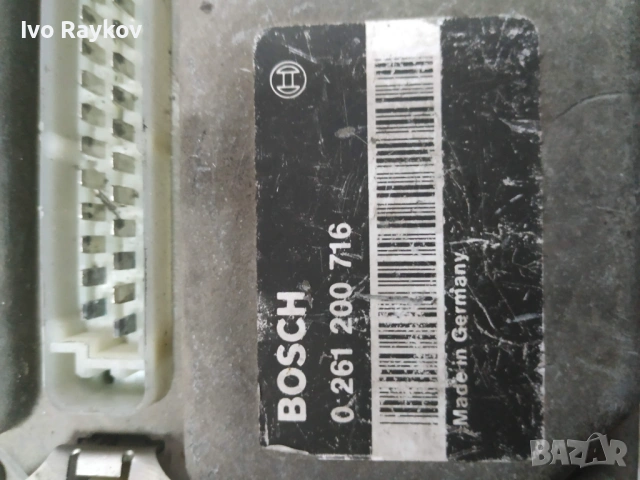 Ivo Raykov
BOSCH
0 261 200 716
Made in Germany
BAZAR